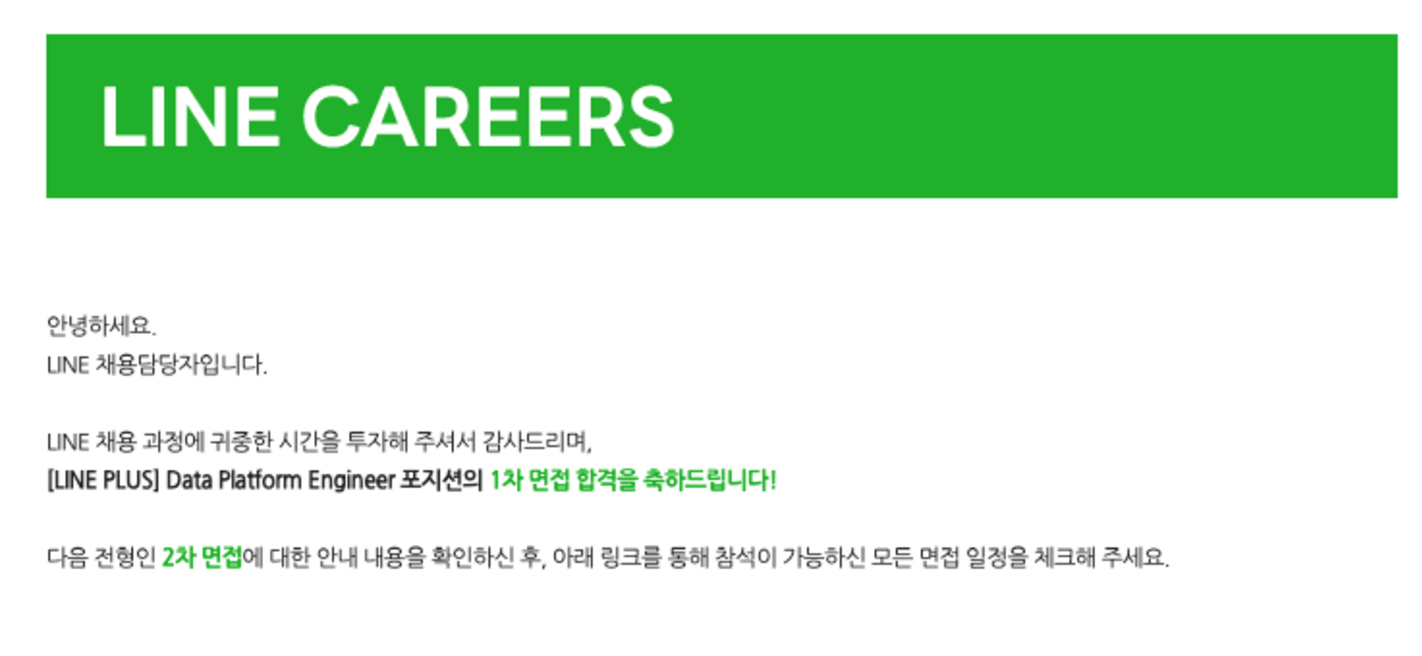 LINE CAREERS
안녕하세요.
LINE 채용담당자입니다.
LINE 채용 과정에 귀중한 시간을 투자해 주셔서 감사드리며,
[LINE PLUS] Data Platform Engineer 포지션의 1차 면접 합격을 축하드립니다!
다음 전형인 2차 면접에 대한 안내 내용을 확인하신 후, 아래 링크를 통해 참석이 가능하신 모든 면접 일정을 체크해 주세요.